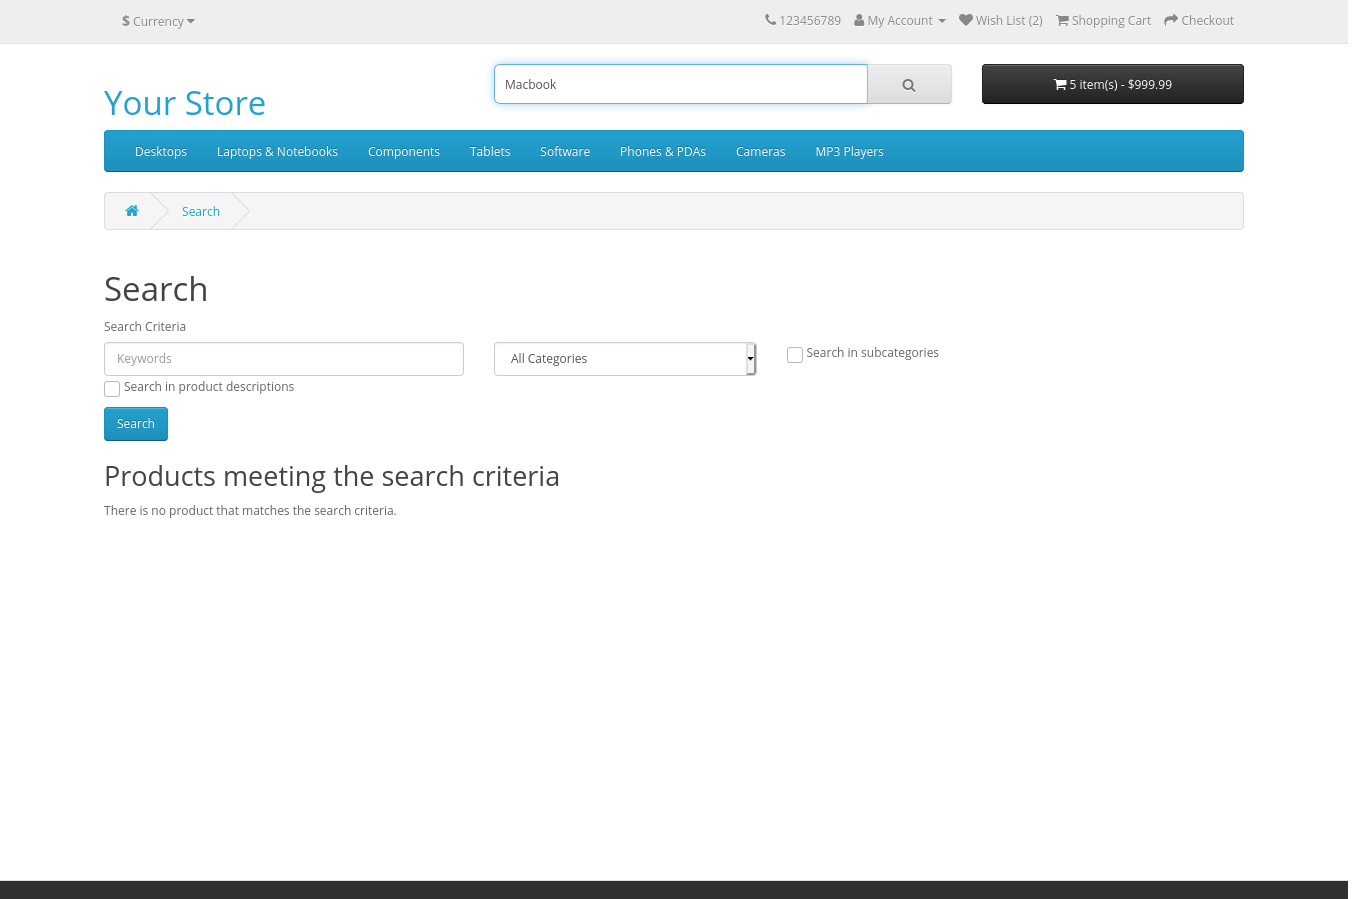 $ Currency
123456789 My Account Wish List (2) Shopping Cart Checkout
Your Store
Macbook
5 item(s) - $999.99
Desktops Laptops & Notebooks Components Tablets Software Phones & PDAs Cameras MP3 Players
Search
Search
Search Criteria
Keywords
All Categories
Search in subcategories
Search in product descriptions
Search
Products meeting the search criteria
There is no product that matches the search criteria.